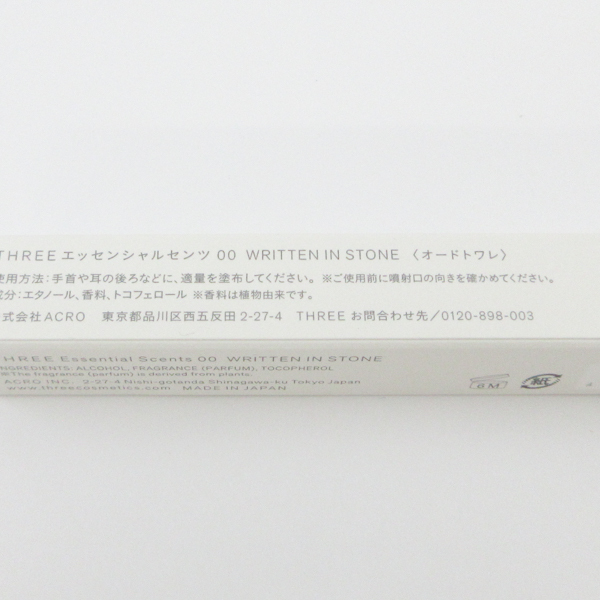 THREE エッセンシャルセンツ 00 WRITTEN IN STONE 〈オードトワレ〉
使用方法:手首や耳の後ろなどに、適量を塗布してください。 ※ご使用前に噴射口の向きを確かめてください。
成分:エタノール、香料、トコフェロール ※香料は植物由来です。
株式会社ACRO 東京都品川区西五反田 2-27-4 THREE お問合わせ先/0120-898-003
THREE Essential Scents 00 WRITTEN IN STONE
INGREDIENTS: ALCOHOL, FRAGRANCE (PARFUM), TOCOPHEROL
※The fragrance (parfum) is derived from plants.
ACRO INC. 2-27-4 Nishi-gotanda Shinagawa-ku Tokyo Japan
www.threecosmetics.com MADE IN JAPAN
6M
紙
4